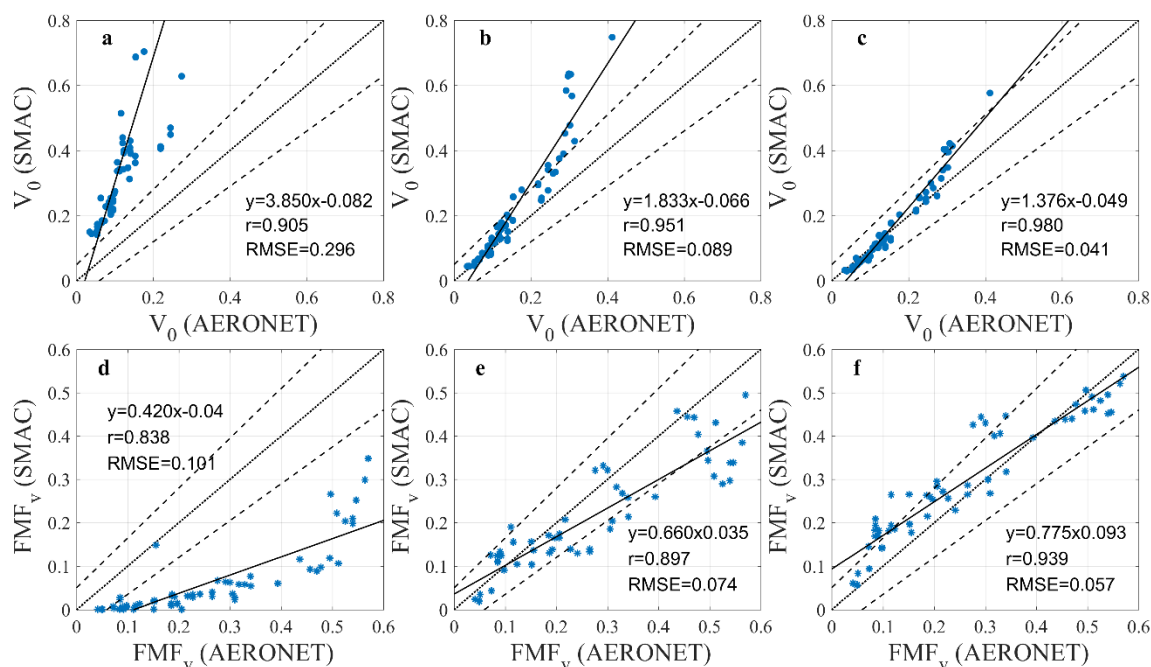 a
0.8
0.6
0.4
0.2
0
V0 (SMAC)
y=3.850x-0.082
r=0.905
RMSE=0.296
0 0.2 0.4 0.6 0.8
V0 (AERONET)
b
0.8
0.6
0.4
0.2
0
V0 (SMAC)
y=1.833x-0.066
r=0.951
RMSE=0.089
0 0.2 0.4 0.6 0.8
V0 (AERONET)
c
0.8
0.6
0.4
0.2
0
V0 (SMAC)
y=1.376x-0.049
r=0.980
RMSE=0.041
0 0.2 0.4 0.6 0.8
V0 (AERONET)
d
0.6
0.5
0.4
0.3
0.2
0.1
0
FMFv (SMAC)
y=0.420x-0.04
r=0.838
RMSE=0.101
0 0.1 0.2 0.3 0.4 0.5 0.6
FMFv (AERONET)
e
0.6
0.5
0.4
0.3
0.2
0.1
0
FMFv (SMAC)
y=0.660x0.035
r=0.897
RMSE=0.074
0 0.1 0.2 0.3 0.4 0.5 0.6
FMFv (AERONET)
f
0.6
0.5
0.4
0.3
0.2
0.1
0
FMFv (SMAC)
y=0.775x0.093
r=0.939
RMSE=0.057
0 0.1 0.2 0.3 0.4 0.5 0.6
FMFv (AERONET)